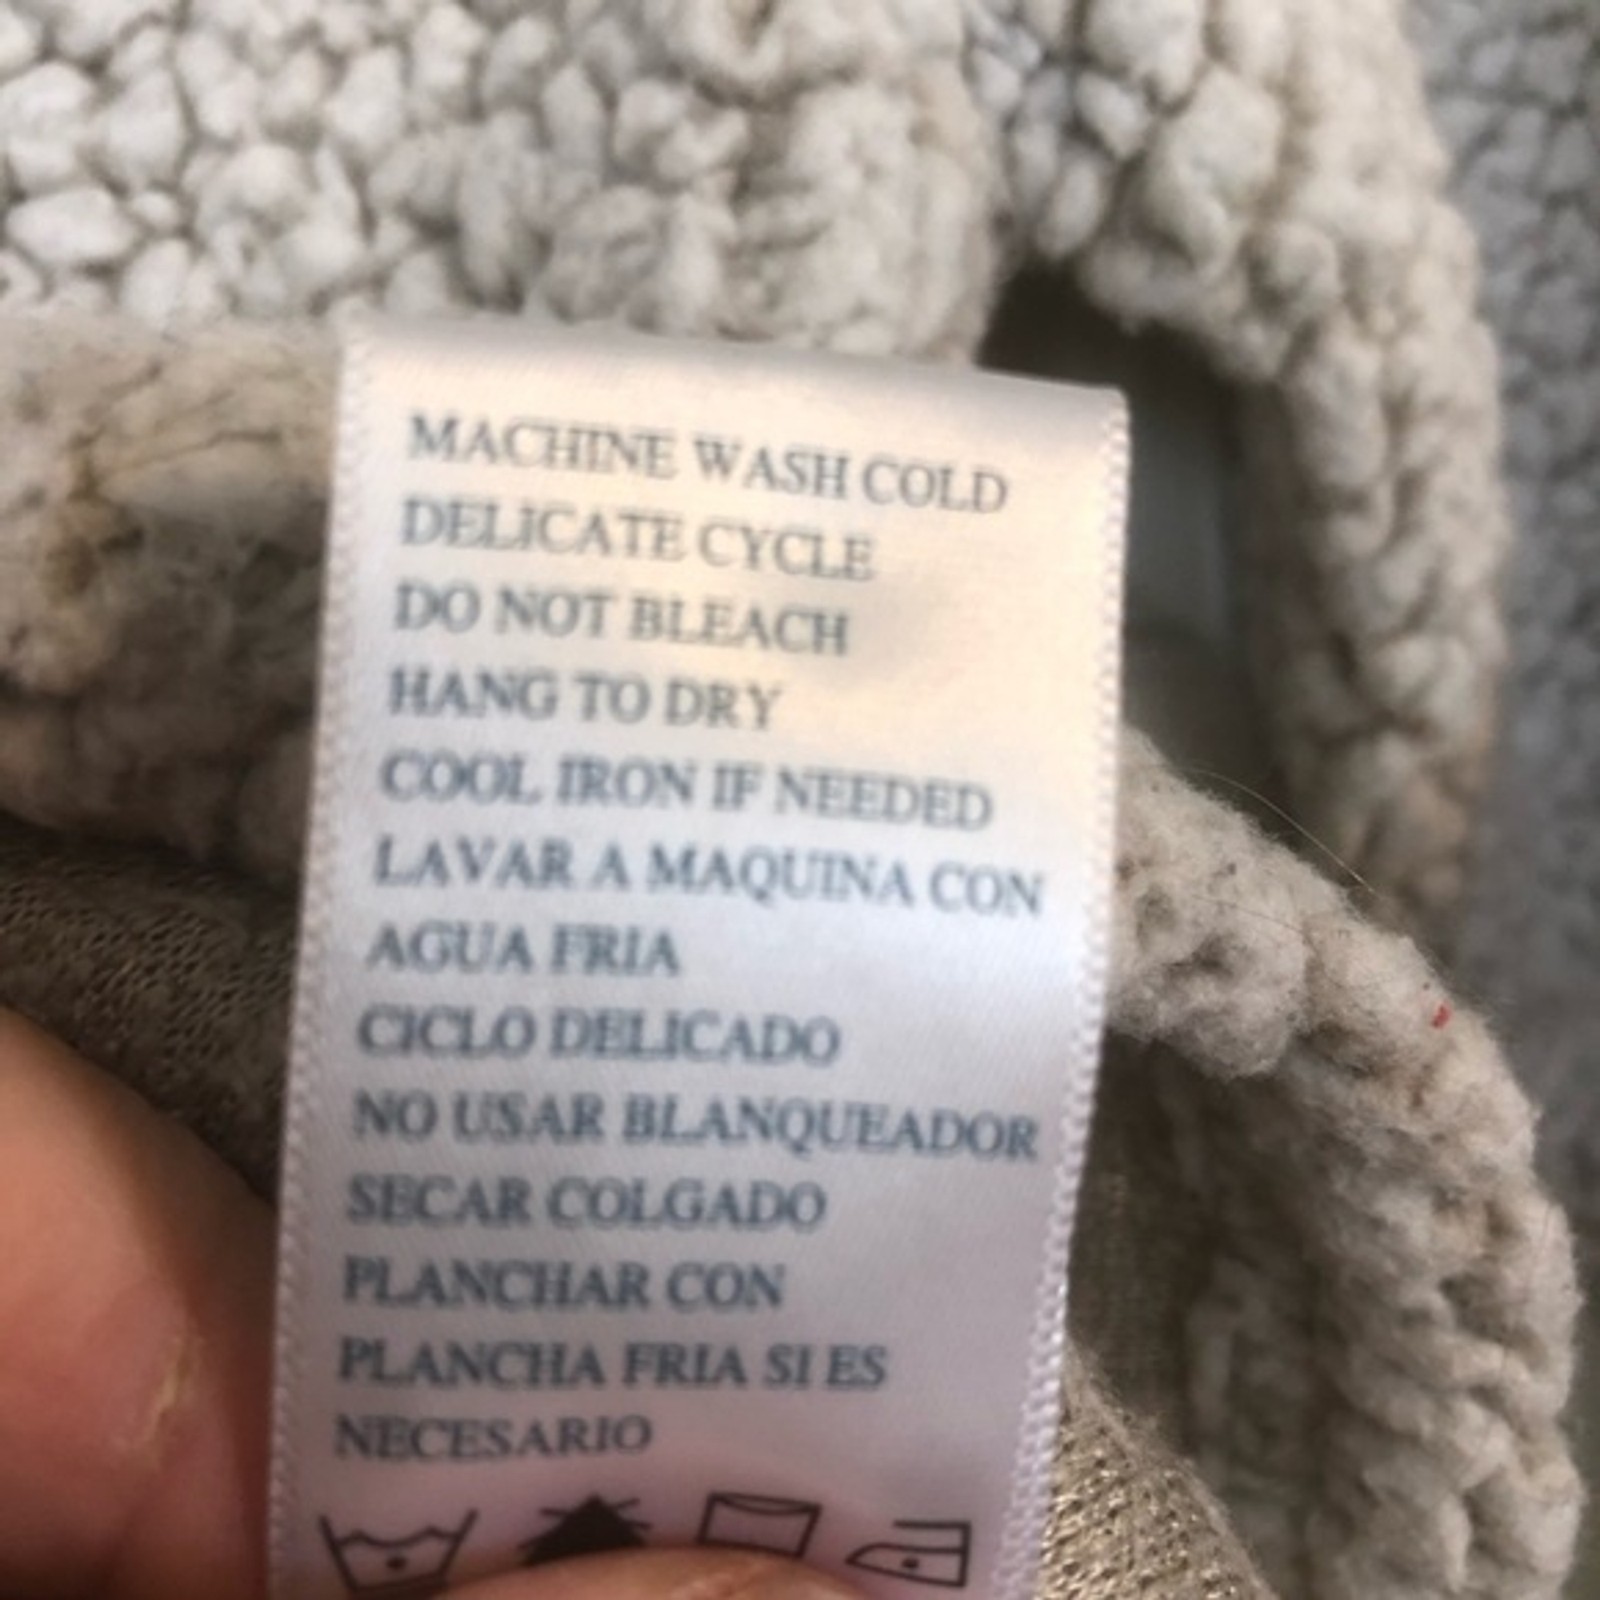 MACHINE WASH COLD
DELICATE CYCLE
DO NOT BLEACH
HANG TO DRY
COOL IRON IF NEEDED
LAVAR A MAQUINA CON
AGUA FRIA
CICLO DELICADO
NO USAR BLANQUEADOR
SECAR COLGADO
PLANCHAR CON
PLANCHA FRIA SI ES
NECESARIO